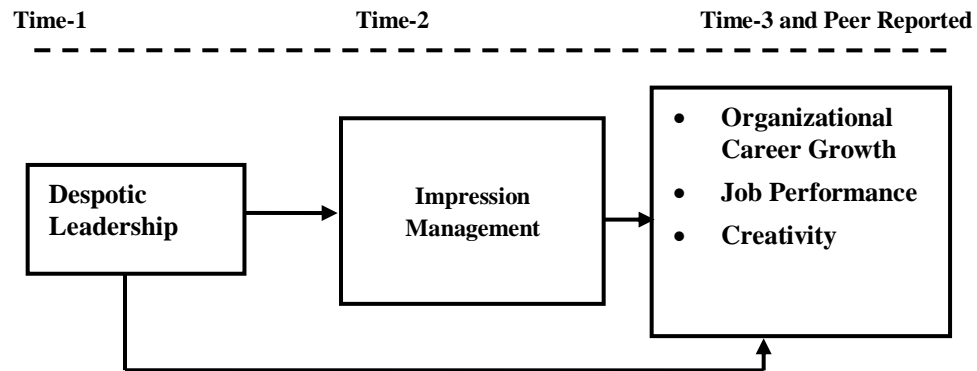 Time-1 Time-2 Time-3 and Peer Reported
Despotic
Leadership
Impression
Management
• Organizational
Career Growth
• Job Performance
• Creativity